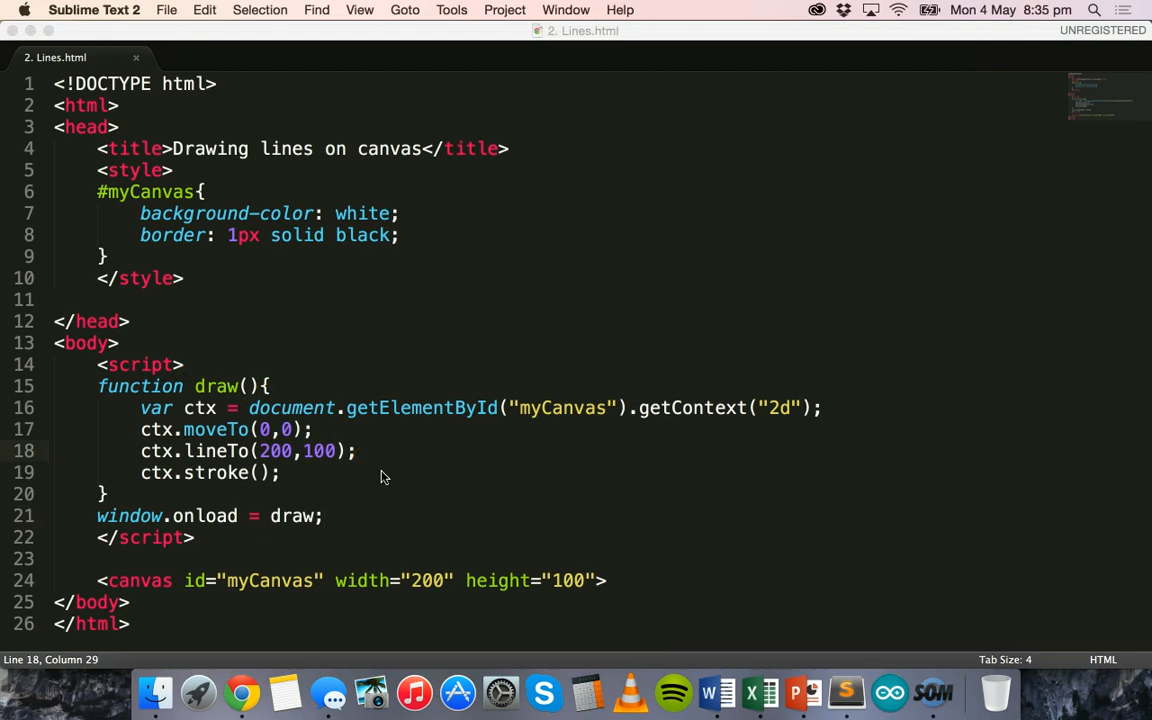 Sublime Text 2 File Edit Selection Find View Goto Tools Project Window Help Mon 4 May 8:35 pm
2. Lines.html UNREGISTERED
2. Lines.html ×
1 <!DOCTYPE html>
2 <html>
3 <head>
4 <title>Drawing lines on canvas</title>
5 <style>
6 #myCanvas{
7 background-color: white;
8 border: 1px solid black;
9 }
10 </style>
11
12 </head>
13 <body>
14 <script>
15 function draw(){
16 var ctx = document.getElementById("myCanvas").getContext("2d");
17 ctx.moveTo(0,0);
18 ctx.lineTo(200,100);
19 ctx.stroke();
20 }
21 window.onload = draw;
22 </script>
23
24 <canvas id="myCanvas" width="200" height="100">
25 </body>
26 </html>
Line 18, Column 29 Tab Size: 4 HTML
SOM